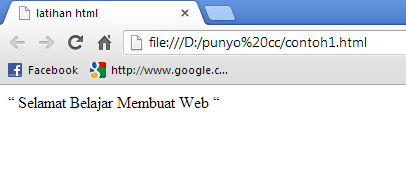 latihan html
file:///D:/punyo%20cc/contoh1.html
Facebook http://www.google.c...
“ Selamat Belajar Membuat Web “